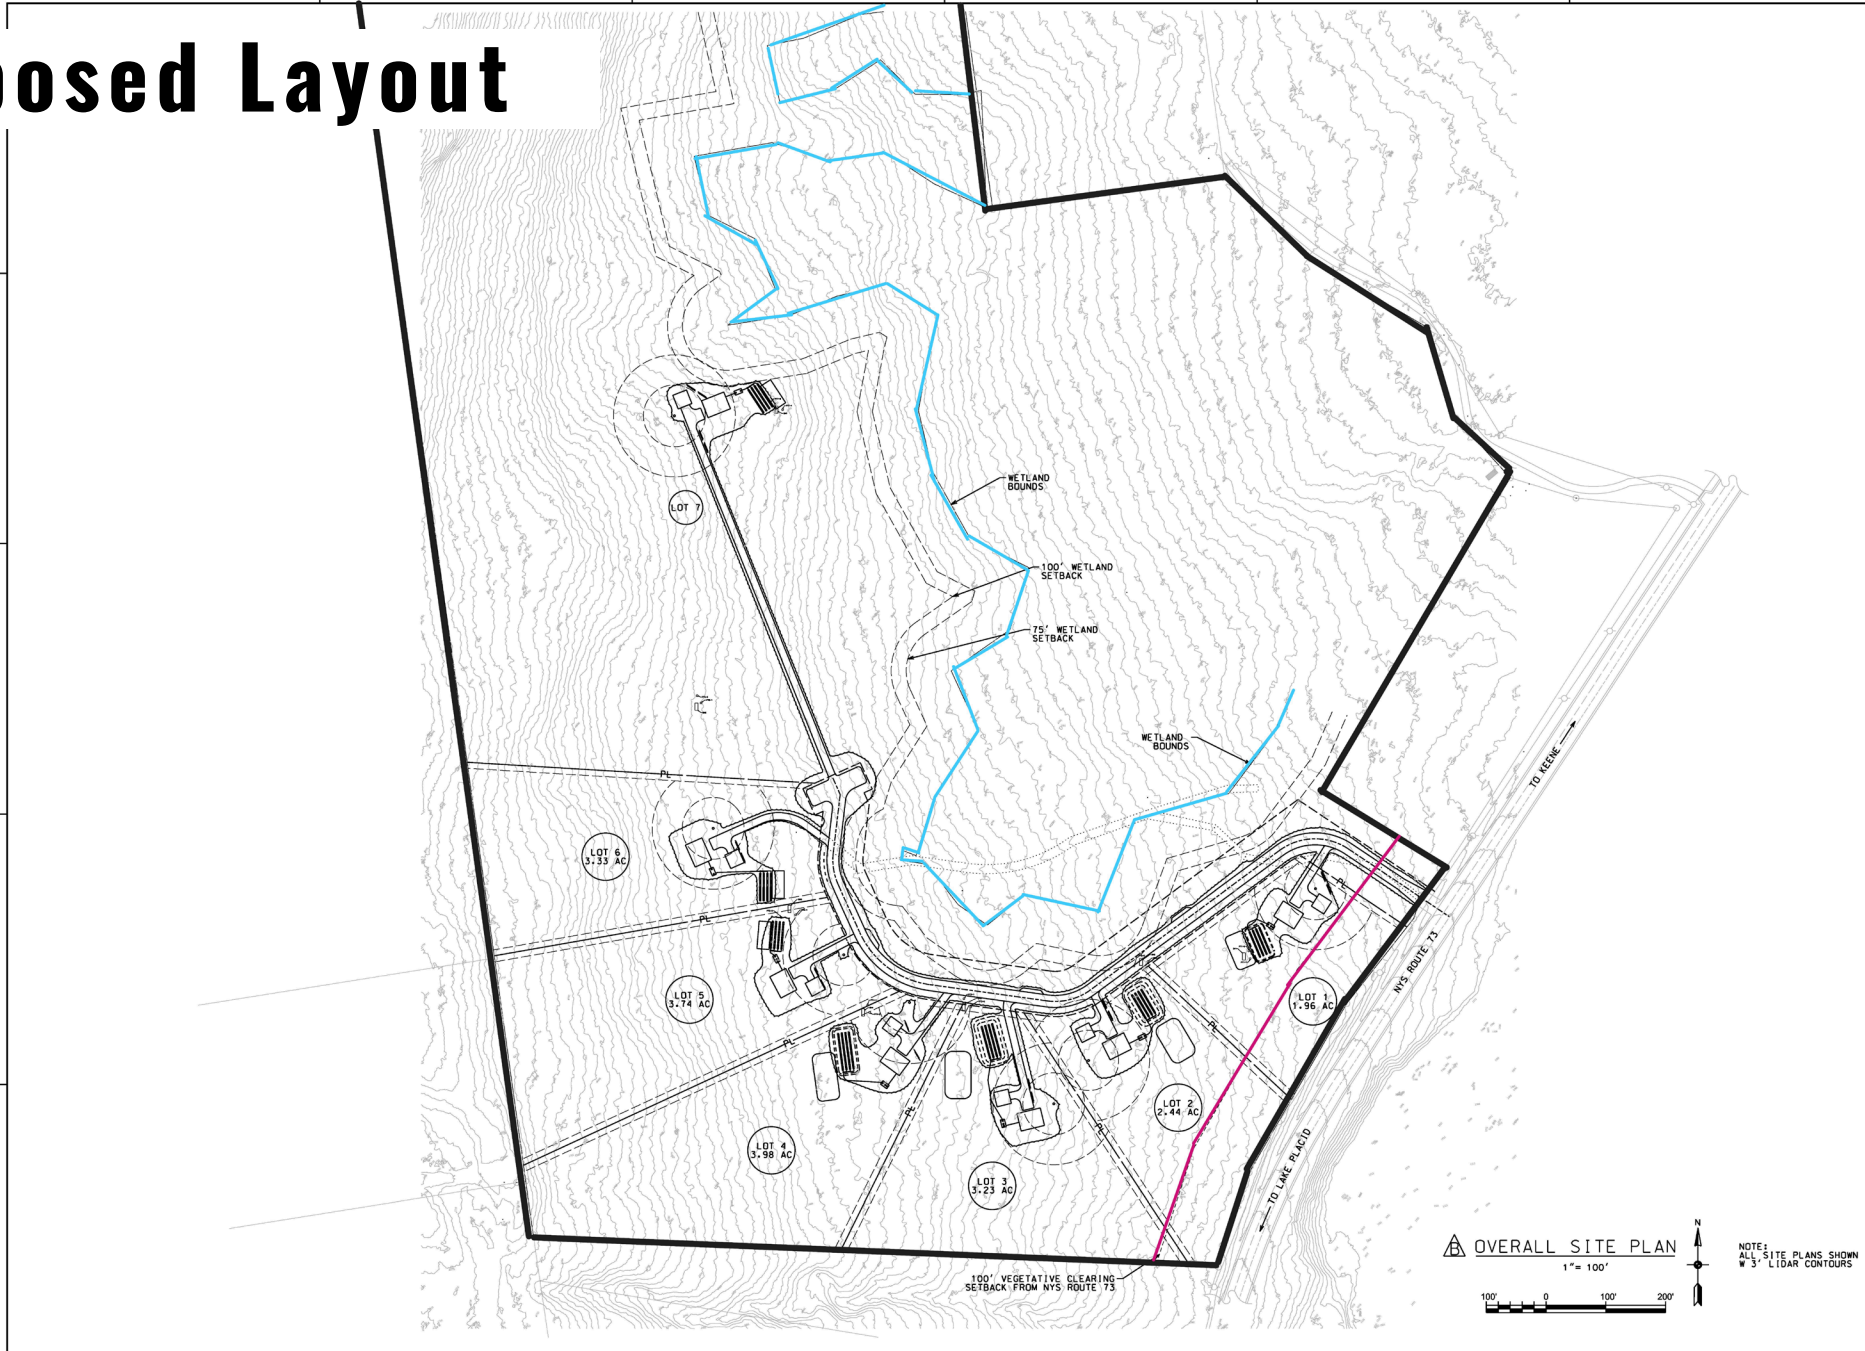 posed Layout
WETLAND
BOUNDS
LOT 7
100' WETLAND
SETBACK
75' WETLAND
SETBACK
WETLAND
BOUNDS
TO KEENE
PL
LOT 6
3.33 AC
PL
PL
NYS ROUTE 73
LOT 5
3.74 AC
LOT 1
1.96 AC
PL
PL
LOT 2
2.44 AC
PL
PL
LOT 4
3.98 AC
LOT 3
3.23 AC
TO LAKE PLACID
100' VEGETATIVE CLEARING
SETBACK FROM NYS ROUTE 73
B OVERALL SITE PLAN
1"= 100'
N
NOTE:
ALL SITE PLANS SHOWN
W 3' LIDAR CONTOURS
100' 0 100' 200'